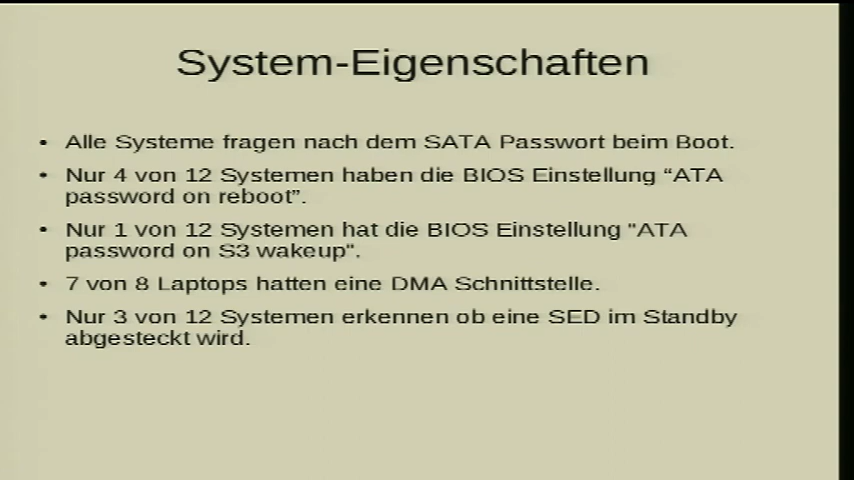 System-Eigenschaften
• Alle Systeme fragen nach dem SATA Passwort beim Boot.
• Nur 4 von 12 Systemen haben die BIOS Einstellung “ATA
password on reboot”.
• Nur 1 von 12 Systemen hat die BIOS Einstellung "ATA
password on S3 wakeup".
• 7 von 8 Laptops hatten eine DMA Schnittstelle.
• Nur 3 von 12 Systemen erkennen ob eine SED im Standby
abgesteckt wird.